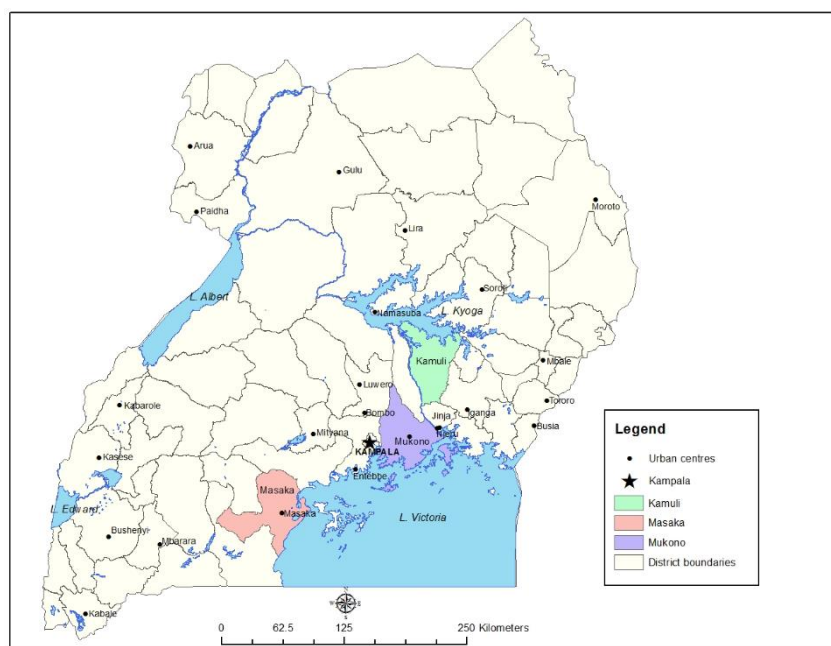 Arua
Gulu
Paidha
Moroto
Lira
L. Albert
Soroti
Namasuba
L. Kyoga
Kamuli
Mbale
Luwero
Kabarole
Tororo
Bombo
Iganga
Jinja
Busia
Mityana
Njeru
Mukono
KAMPALA
Kasese
Entebbe
Masaka
L. Edward
Masaka
L. Victoria
Bushenyi
Mbarara
Kabale
Legend
Urban centres
Kampala
Kamuli
Masaka
Mukono
District boundaries
N
W E
S
0 62.5 125 250 Kilometers